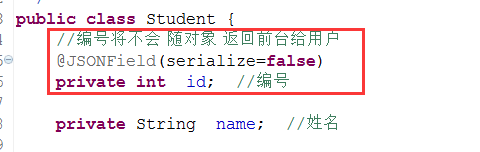 public class Student {
//编号将不会 随对象 返回前台给用户
@JSONField(serialize=false)
private int id; //编号
private String name; //姓名